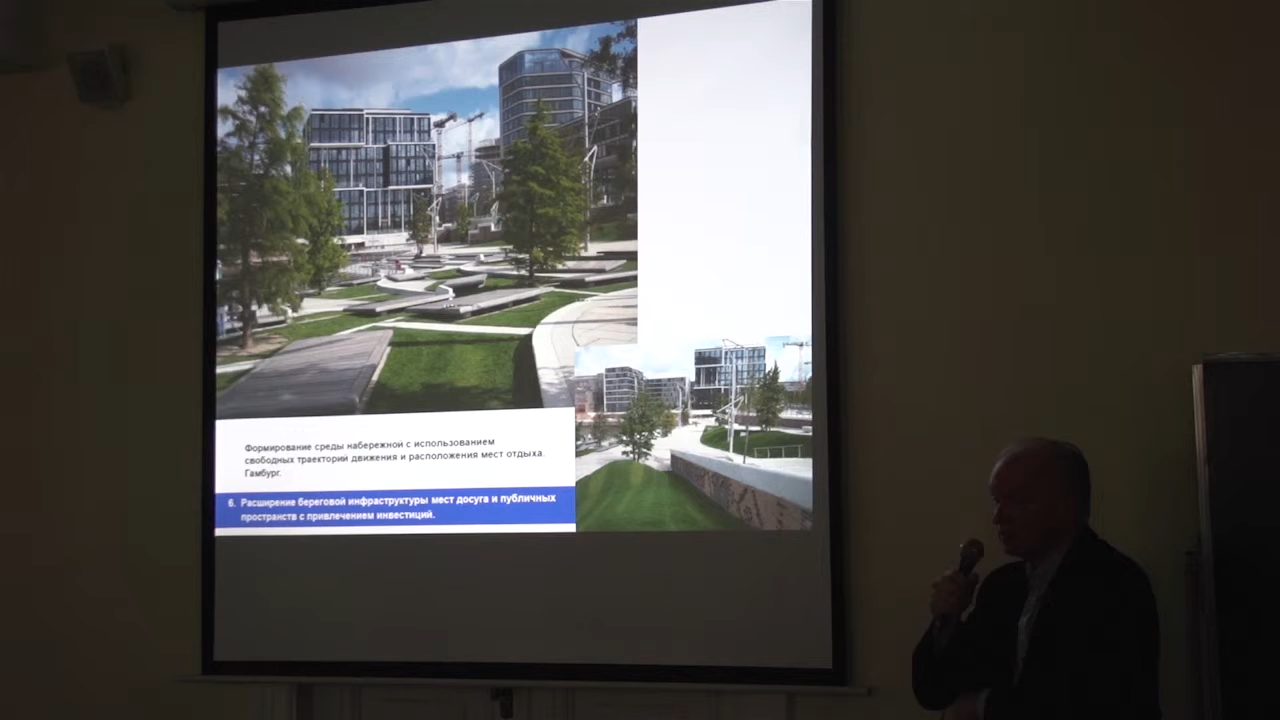 Формирование среды набережной с использованием
свободных траекторий движения и расположения мест отдыха.
Гамбург.
6. Расширение береговой инфраструктуры мест досуга и публичных
пространств с привлечением инвестиций.